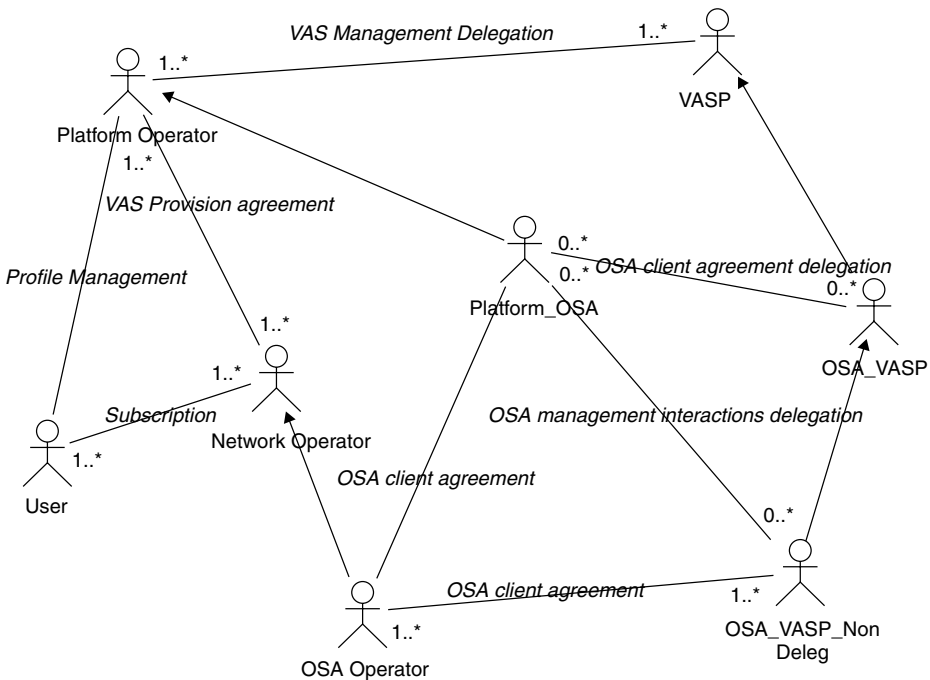 VAS Management Delegation
1..*
1..*
VASP
Platform Operator
1..*
VAS Provision agreement
0..*
OSA client agreement delegation
0..*
Profile Management
0..*
Platform_OSA
1..*
OSA_VASP
1..*
Subscription
OSA management interactions delegation
Network Operator
1..*
User
OSA client agreement
0..*
OSA client agreement
1..*
1..*
OSA_VASP_Non
Deleg
OSA Operator